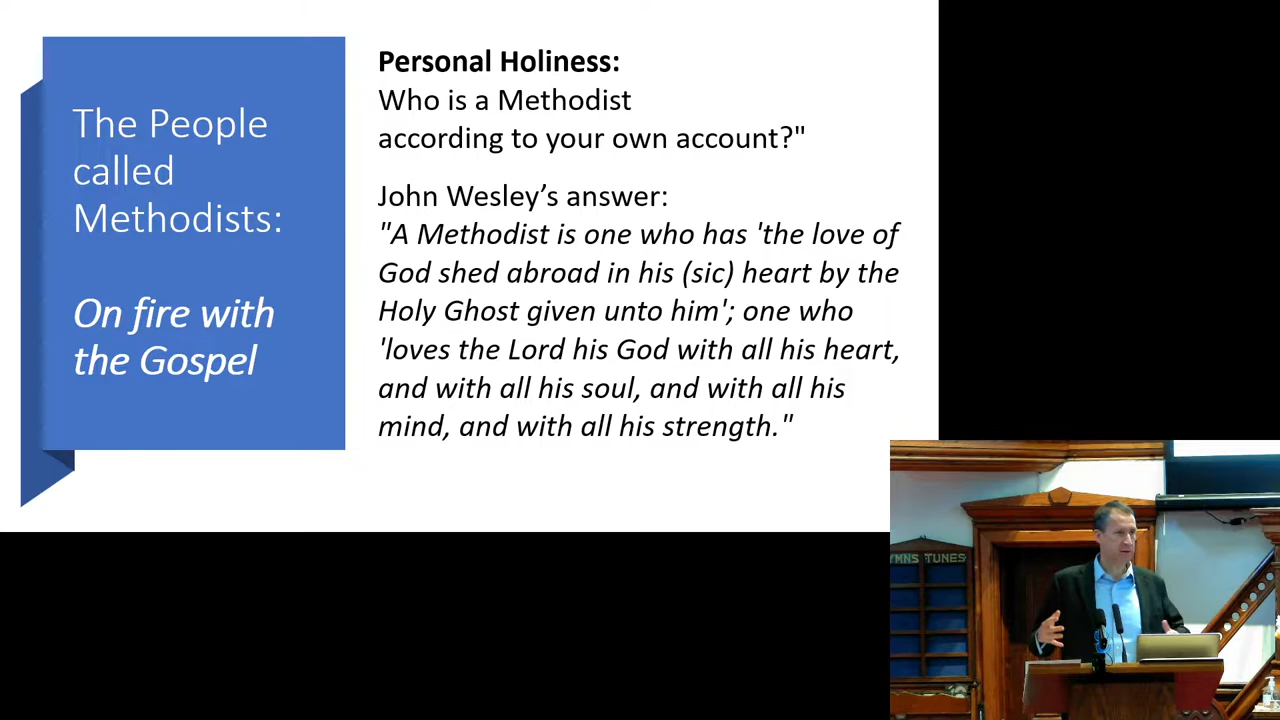 The People
called
Methodists:
On fire with
the Gospel
Personal Holiness:
Who is a Methodist
according to your own account?"
John Wesley’s answer:
"A Methodist is one who has 'the love of
God shed abroad in his (sic) heart by the
Holy Ghost given unto him'; one who
'loves the Lord his God with all his heart,
and with all his soul, and with all his
mind, and with all his strength."
YMNS TUNES